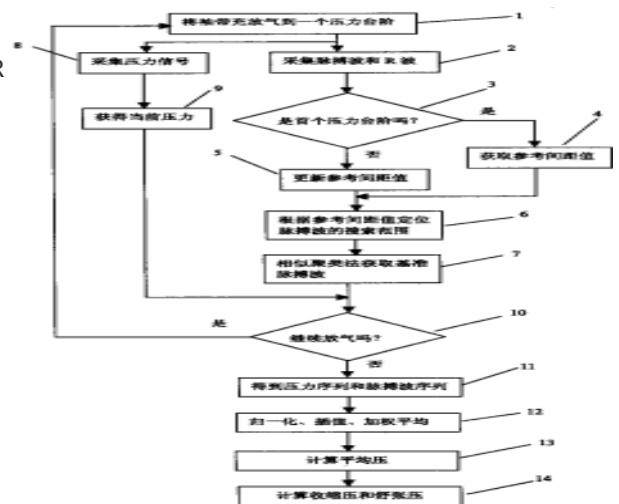 将袖带充放气到一个压力台阶
1
8
R
采集压力信号
采集脉搏波和 R 波
2
9
3
获得当前压力
是首个压力台阶吗？
是
4
获取参考间距值
否
5
更新参考间距值
根据参考间距值定位
脉搏波的搜索范围
6
相似聚类法获取基准
脉搏波
7
是
继续放气吗？
10
否
得到压力序列和脉搏波序列
11
归一化、插值、加权平均
12
计算平均压
13
计算收缩压和舒张压
14